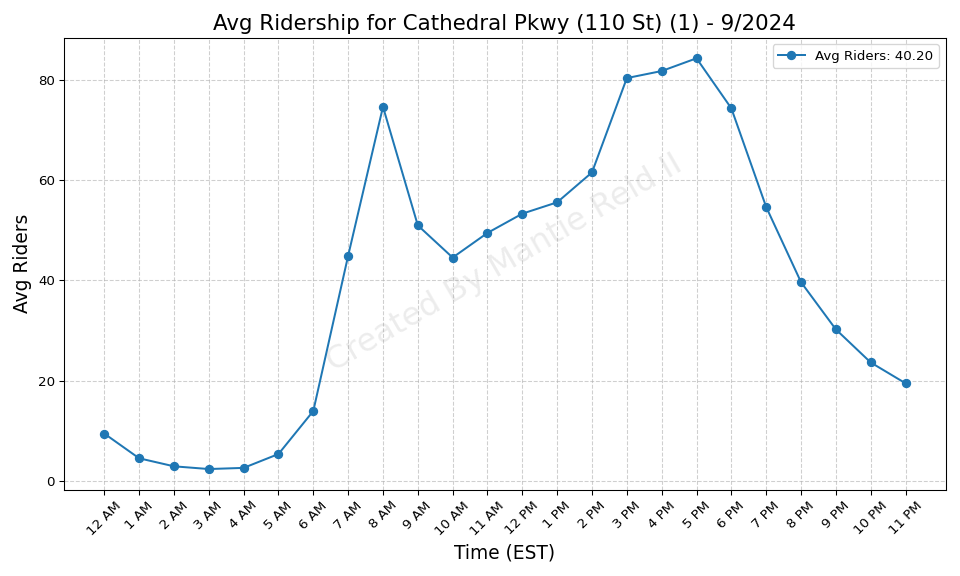 Avg Ridership for Cathedral Pkwy (110 St) (1) - 9/2024
Avg Riders: 40.20
Avg Riders
80
60
40
20
0
Created By Mantle Reid II
12 AM
1 AM
2 AM
3 AM
4 AM
5 AM
6 AM
7 AM
8 AM
9 AM
10 AM
11 AM
12 PM
1 PM
2 PM
3 PM
4 PM
5 PM
6 PM
7 PM
8 PM
9 PM
10 PM
11 PM
Time (EST)